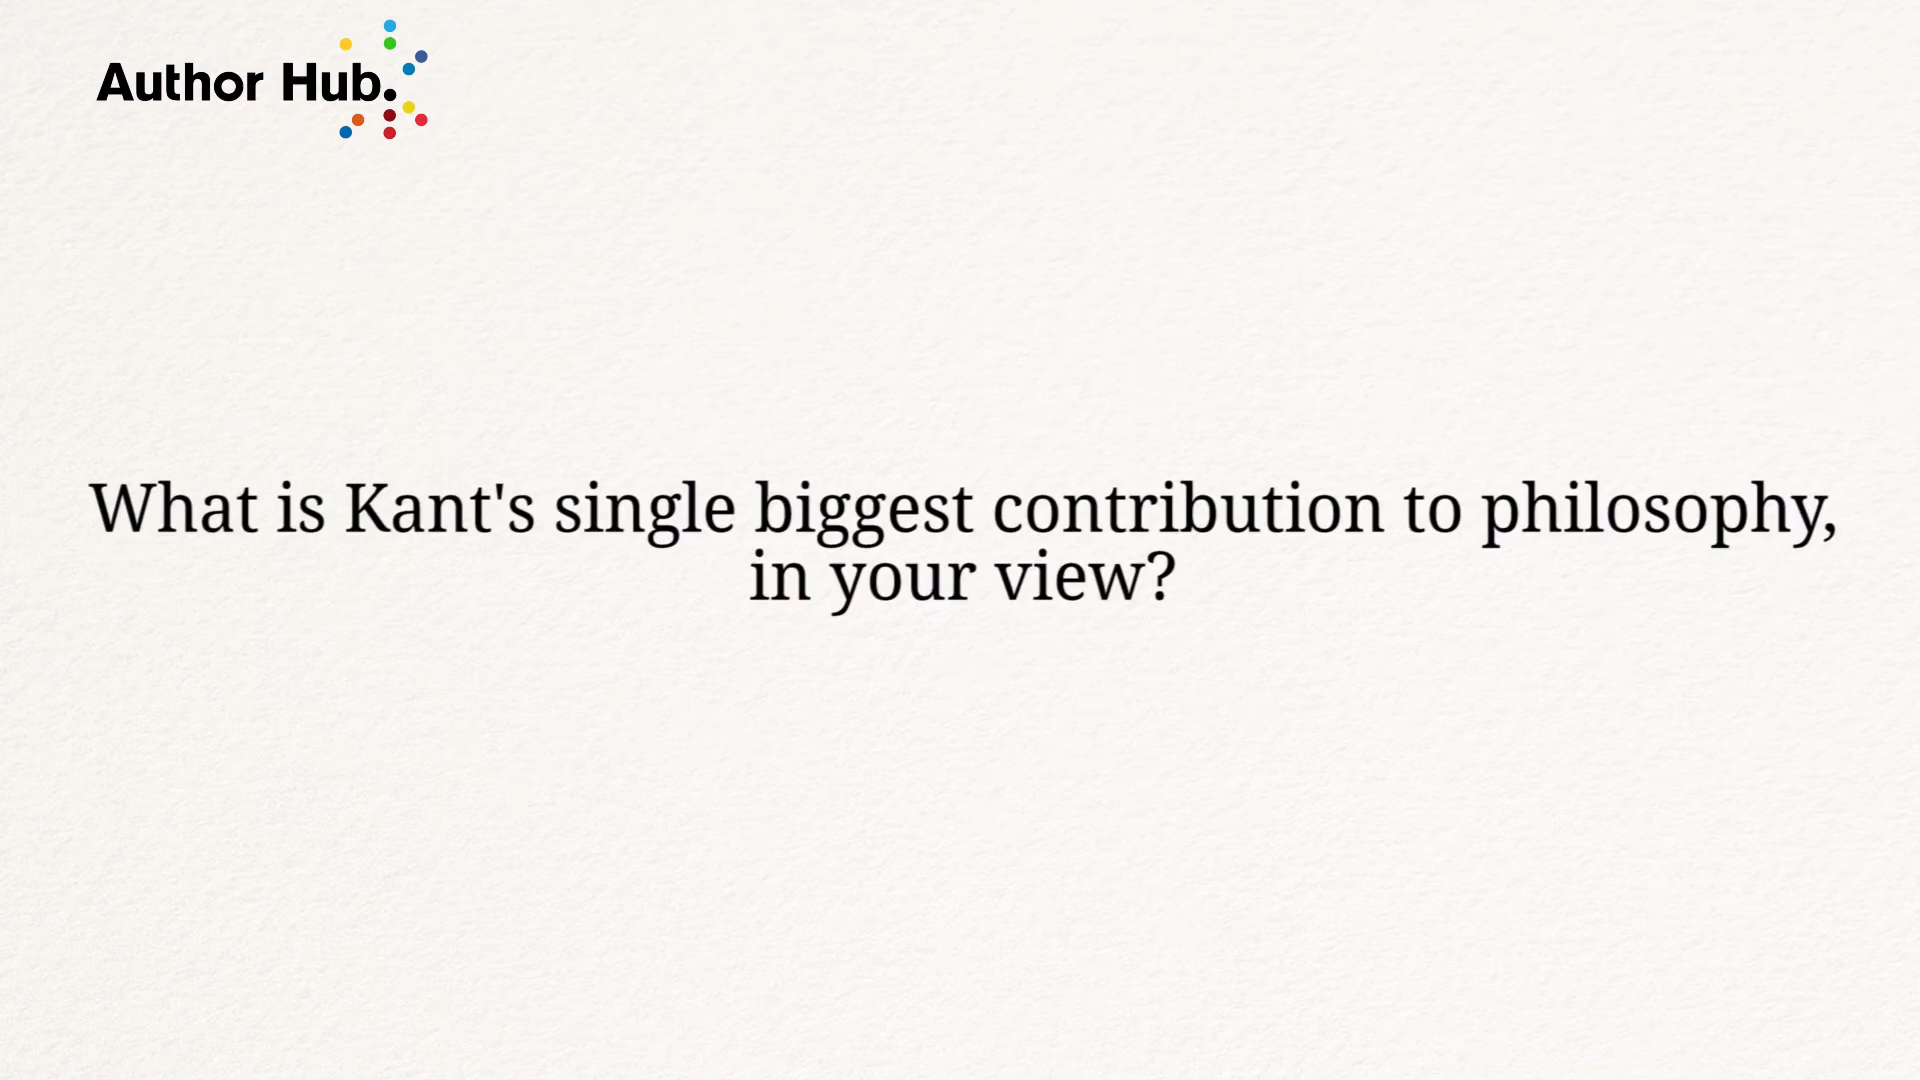 Author Hub.
What is Kant's single biggest contribution to philosophy,
in your view?